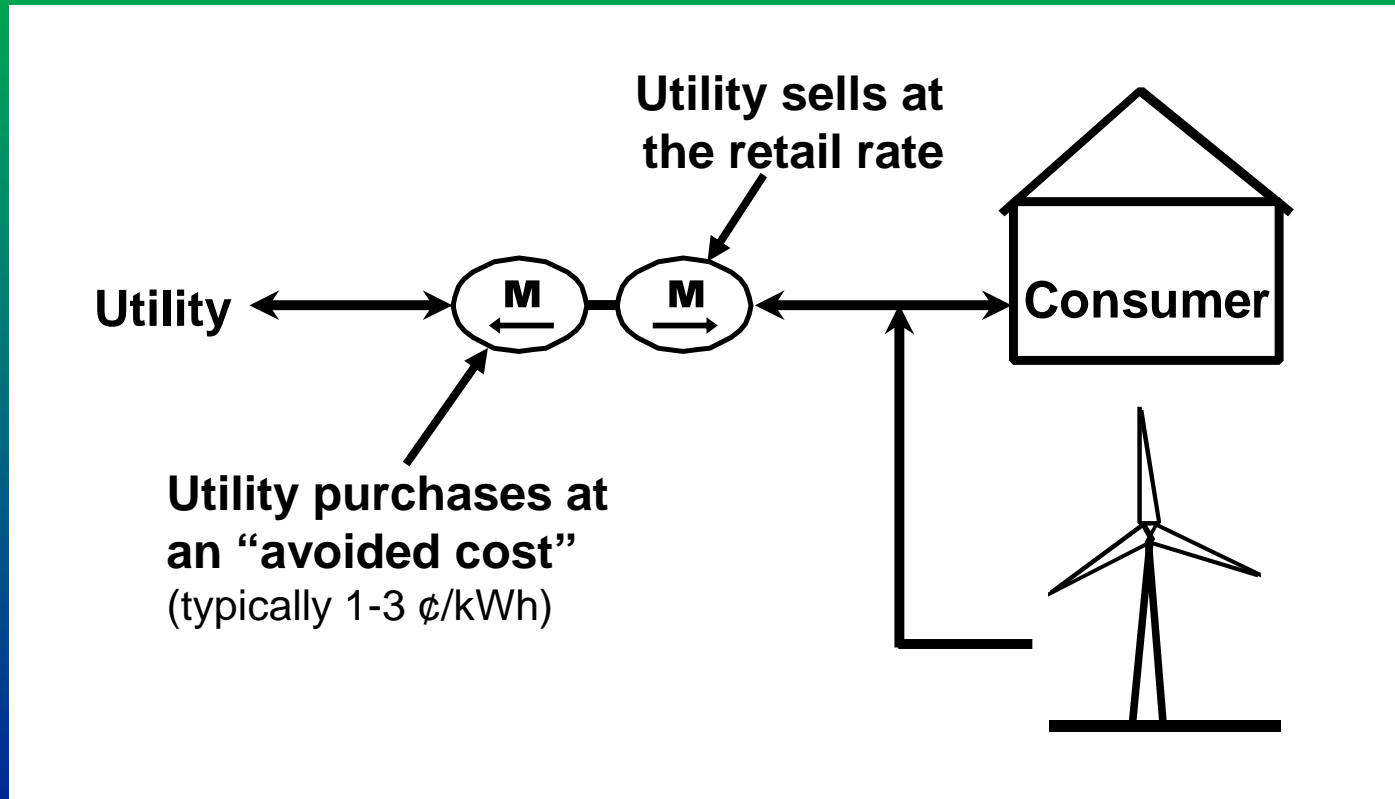 Utility sells at
the retail rate
Utility
M
M
Consumer
Utility purchases at
an “avoided cost”
(typically 1-3 ¢/kWh)